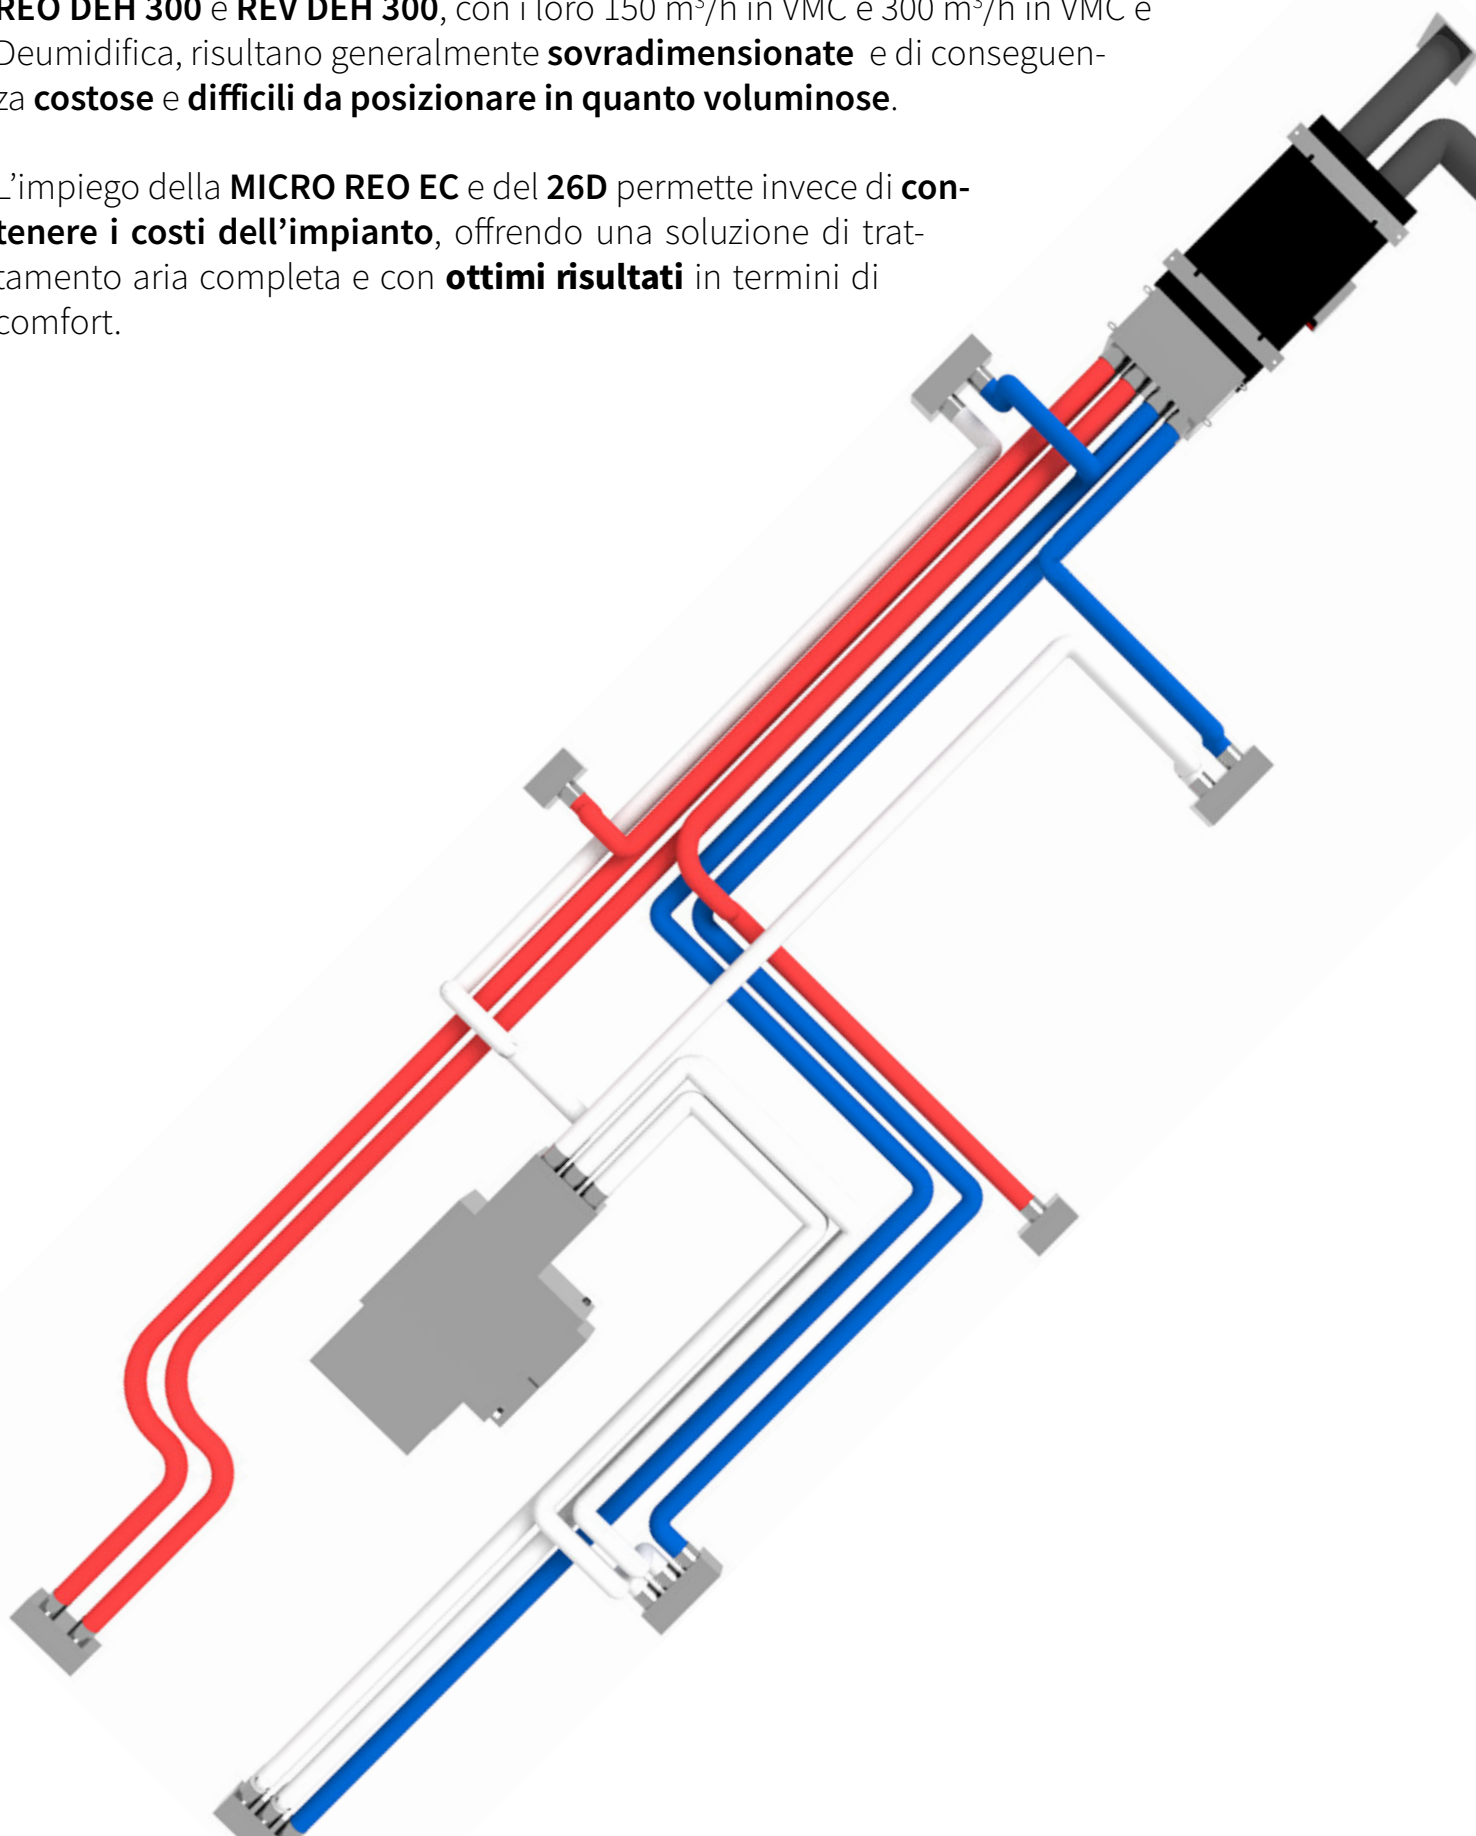 REO DEH 300 e REV DEH 300, con i loro 150 m³/h in VMC e 300 m³/h in VMC e
Deumidifica, risultano generalmente sovradimensionate e di conseguen-
za costose e difficili da posizionare in quanto voluminose.
L’impiego della MICRO REO EC e del 26D permette invece di con-
tenere i costi dell’impianto, offrendo una soluzione di trat-
tamento aria completa e con ottimi risultati in termini di
comfort.